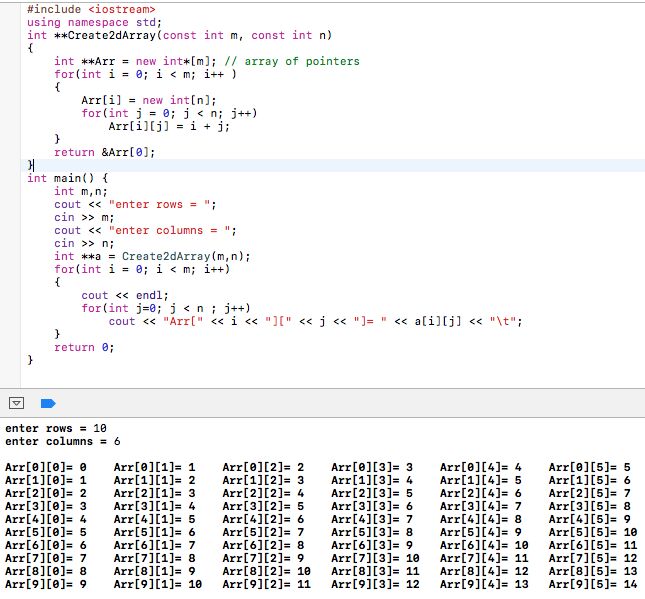 #include <iostream>
using namespace std;
int **Create2dArray(const int m, const int n)
{
    int **Arr = new int*[m]; // array of pointers
    for(int i = 0; i < m; i++ )
    {
        Arr[i] = new int[n];
        for(int j = 0; j < n; j++)
            Arr[i][j] = i + j;
    }
    return &Arr[0];
}
int main() {
    int m,n;
    cout << "enter rows = ";
    cin >> m;
    cout << "enter columns = ";
    cin >> n;
    int **a = Create2dArray(m,n);
    for(int i = 0; i < m; i++)
    {
        cout << endl;
        for(int j=0; j < n ; j++)
            cout << "Arr[" << i << "][" << j << "]= " << a[i][j] << "\t";
    }
    return 0;
}
enter rows = 10
enter columns = 6
Arr[0][0]= 0	Arr[0][1]= 1	Arr[0][2]= 2	Arr[0][3]= 3	Arr[0][4]= 4	Arr[0][5]= 5
Arr[1][0]= 1	Arr[1][1]= 2	Arr[1][2]= 3	Arr[1][3]= 4	Arr[1][4]= 5	Arr[1][5]= 6
Arr[2][0]= 2	Arr[2][1]= 3	Arr[2][2]= 4	Arr[2][3]= 5	Arr[2][4]= 6	Arr[2][5]= 7
Arr[3][0]= 3	Arr[3][1]= 4	Arr[3][2]= 5	Arr[3][3]= 6	Arr[3][4]= 7	Arr[3][5]= 8
Arr[4][0]= 4	Arr[4][1]= 5	Arr[4][2]= 6	Arr[4][3]= 7	Arr[4][4]= 8	Arr[4][5]= 9
Arr[5][0]= 5	Arr[5][1]= 6	Arr[5][2]= 7	Arr[5][3]= 8	Arr[5][4]= 9	Arr[5][5]= 10
Arr[6][0]= 6	Arr[6][1]= 7	Arr[6][2]= 8	Arr[6][3]= 9	Arr[6][4]= 10	Arr[6][5]= 11
Arr[7][0]= 7	Arr[7][1]= 8	Arr[7][2]= 9	Arr[7][3]= 10	Arr[7][4]= 11	Arr[7][5]= 12
Arr[8][0]= 8	Arr[8][1]= 9	Arr[8][2]= 10	Arr[8][3]= 11	Arr[8][4]= 12	Arr[8][5]= 13
Arr[9][0]= 9	Arr[9][1]= 10	Arr[9][2]= 11	Arr[9][3]= 12	Arr[9][4]= 13	Arr[9][5]= 14